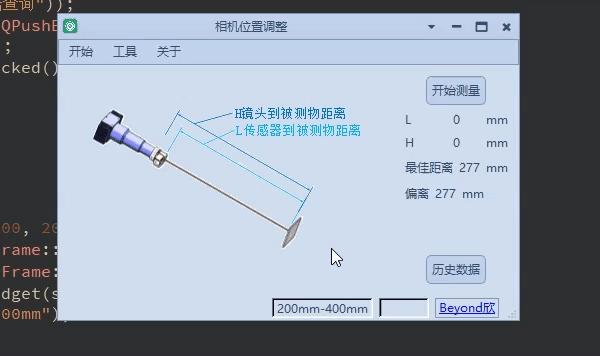 查询"));
QPushB
;
cked()
相机位置调整
开始 工具 关于
H镜头到被测物距离
L传感器到被测物距离
开始测量
L 0 mm
H 0 mm
最佳距离 277 mm
偏离 277 mm
历史数据
00, 20
rame::
Frame:
dget(s
00mm")
200mm-400mm
Beyond欣